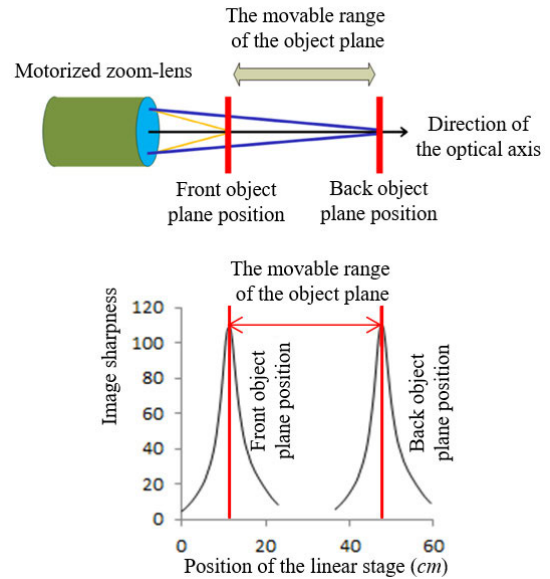 The movable range
of the object plane
Motorized zoom-lens
Direction of
the optical axis
Front object
plane position
Back object
plane position
The movable range
of the object plane
Image sharpness
120
100
80
60
40
20
0
Front object
plane position
Back object
plane position
0
20
40
60
Position of the linear stage (cm)